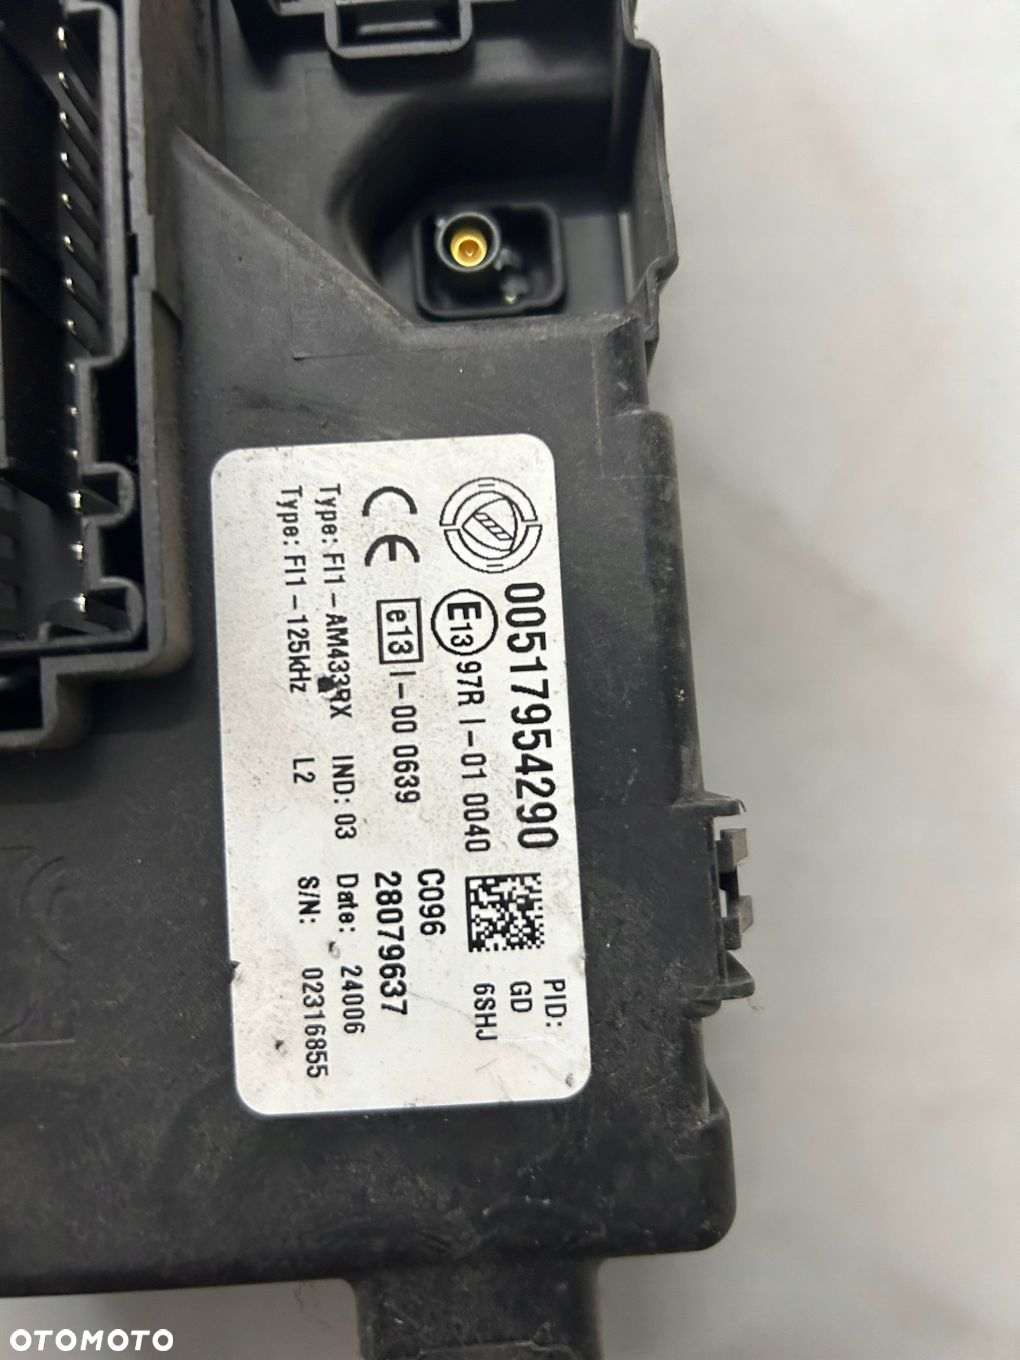 00517954290
PID:
E13 97R I-01 0040
GD
6SHJ
e13 I-00 0639
C096
28079637
Type: FI1-AM433RX IND: 03 Date: 24006
Type: FI1-125kHz L2 S/N: 02316855
CE
OTOMOTO